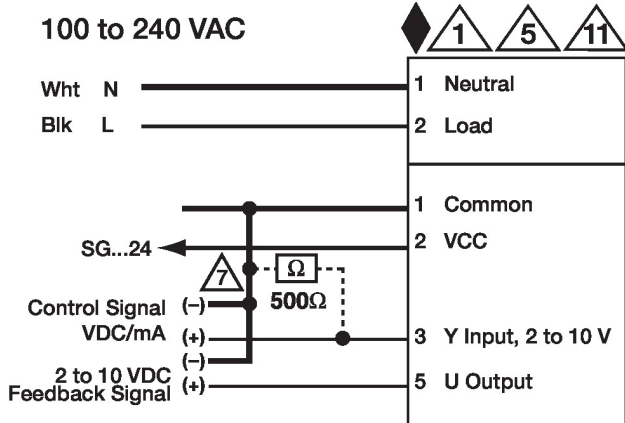 100 to 240 VAC
1 5 11
Wht N
1 Neutral
Blk L
2 Load
1 Common
SG...24
2 VCC
7
Ω
500Ω
Control Signal (–)
VDC/mA (+)
3 Y Input, 2 to 10 V
(–)
2 to 10 VDC
Feedback Signal (+)
5 U Output